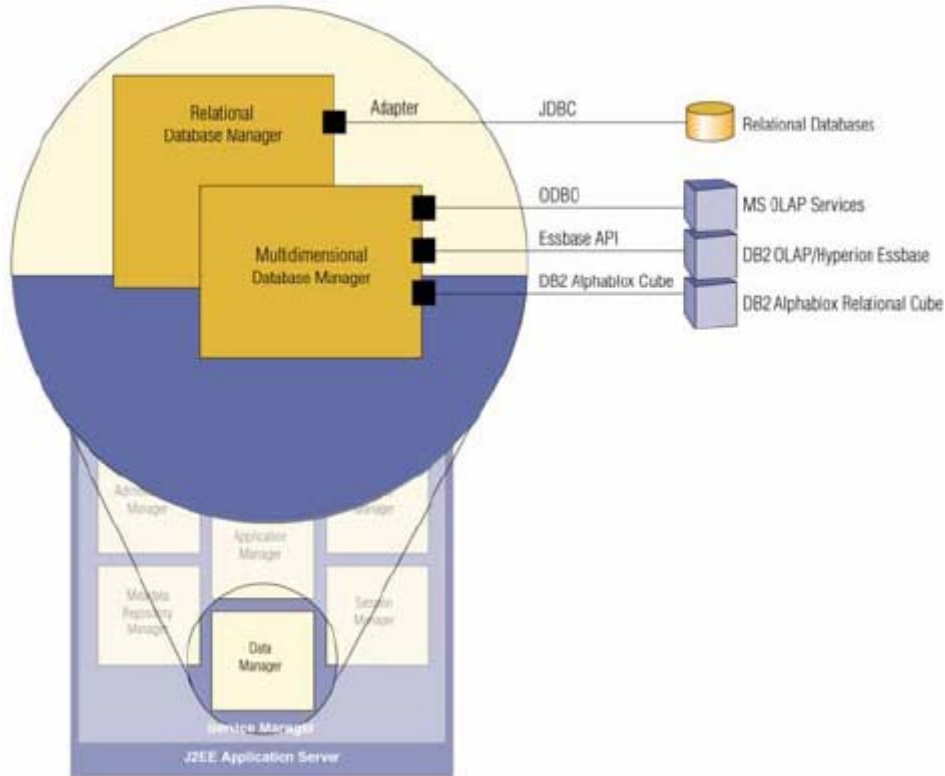 Relational
Database Manager
Adapter
JDBC
Relational Databases
ODBO
MS OLAP Services
Multidimensional
Database Manager
Essbase API
DB2 OLAP/Hyperion Essbase
DB2 Alphablox Cube
DB2 Alphablox Relational Cube
Manager
Manager
Application
Manager
Metadata
Repository
Manager
Session
Manager
Data
Manager
Service Manager
J2EE Application Server